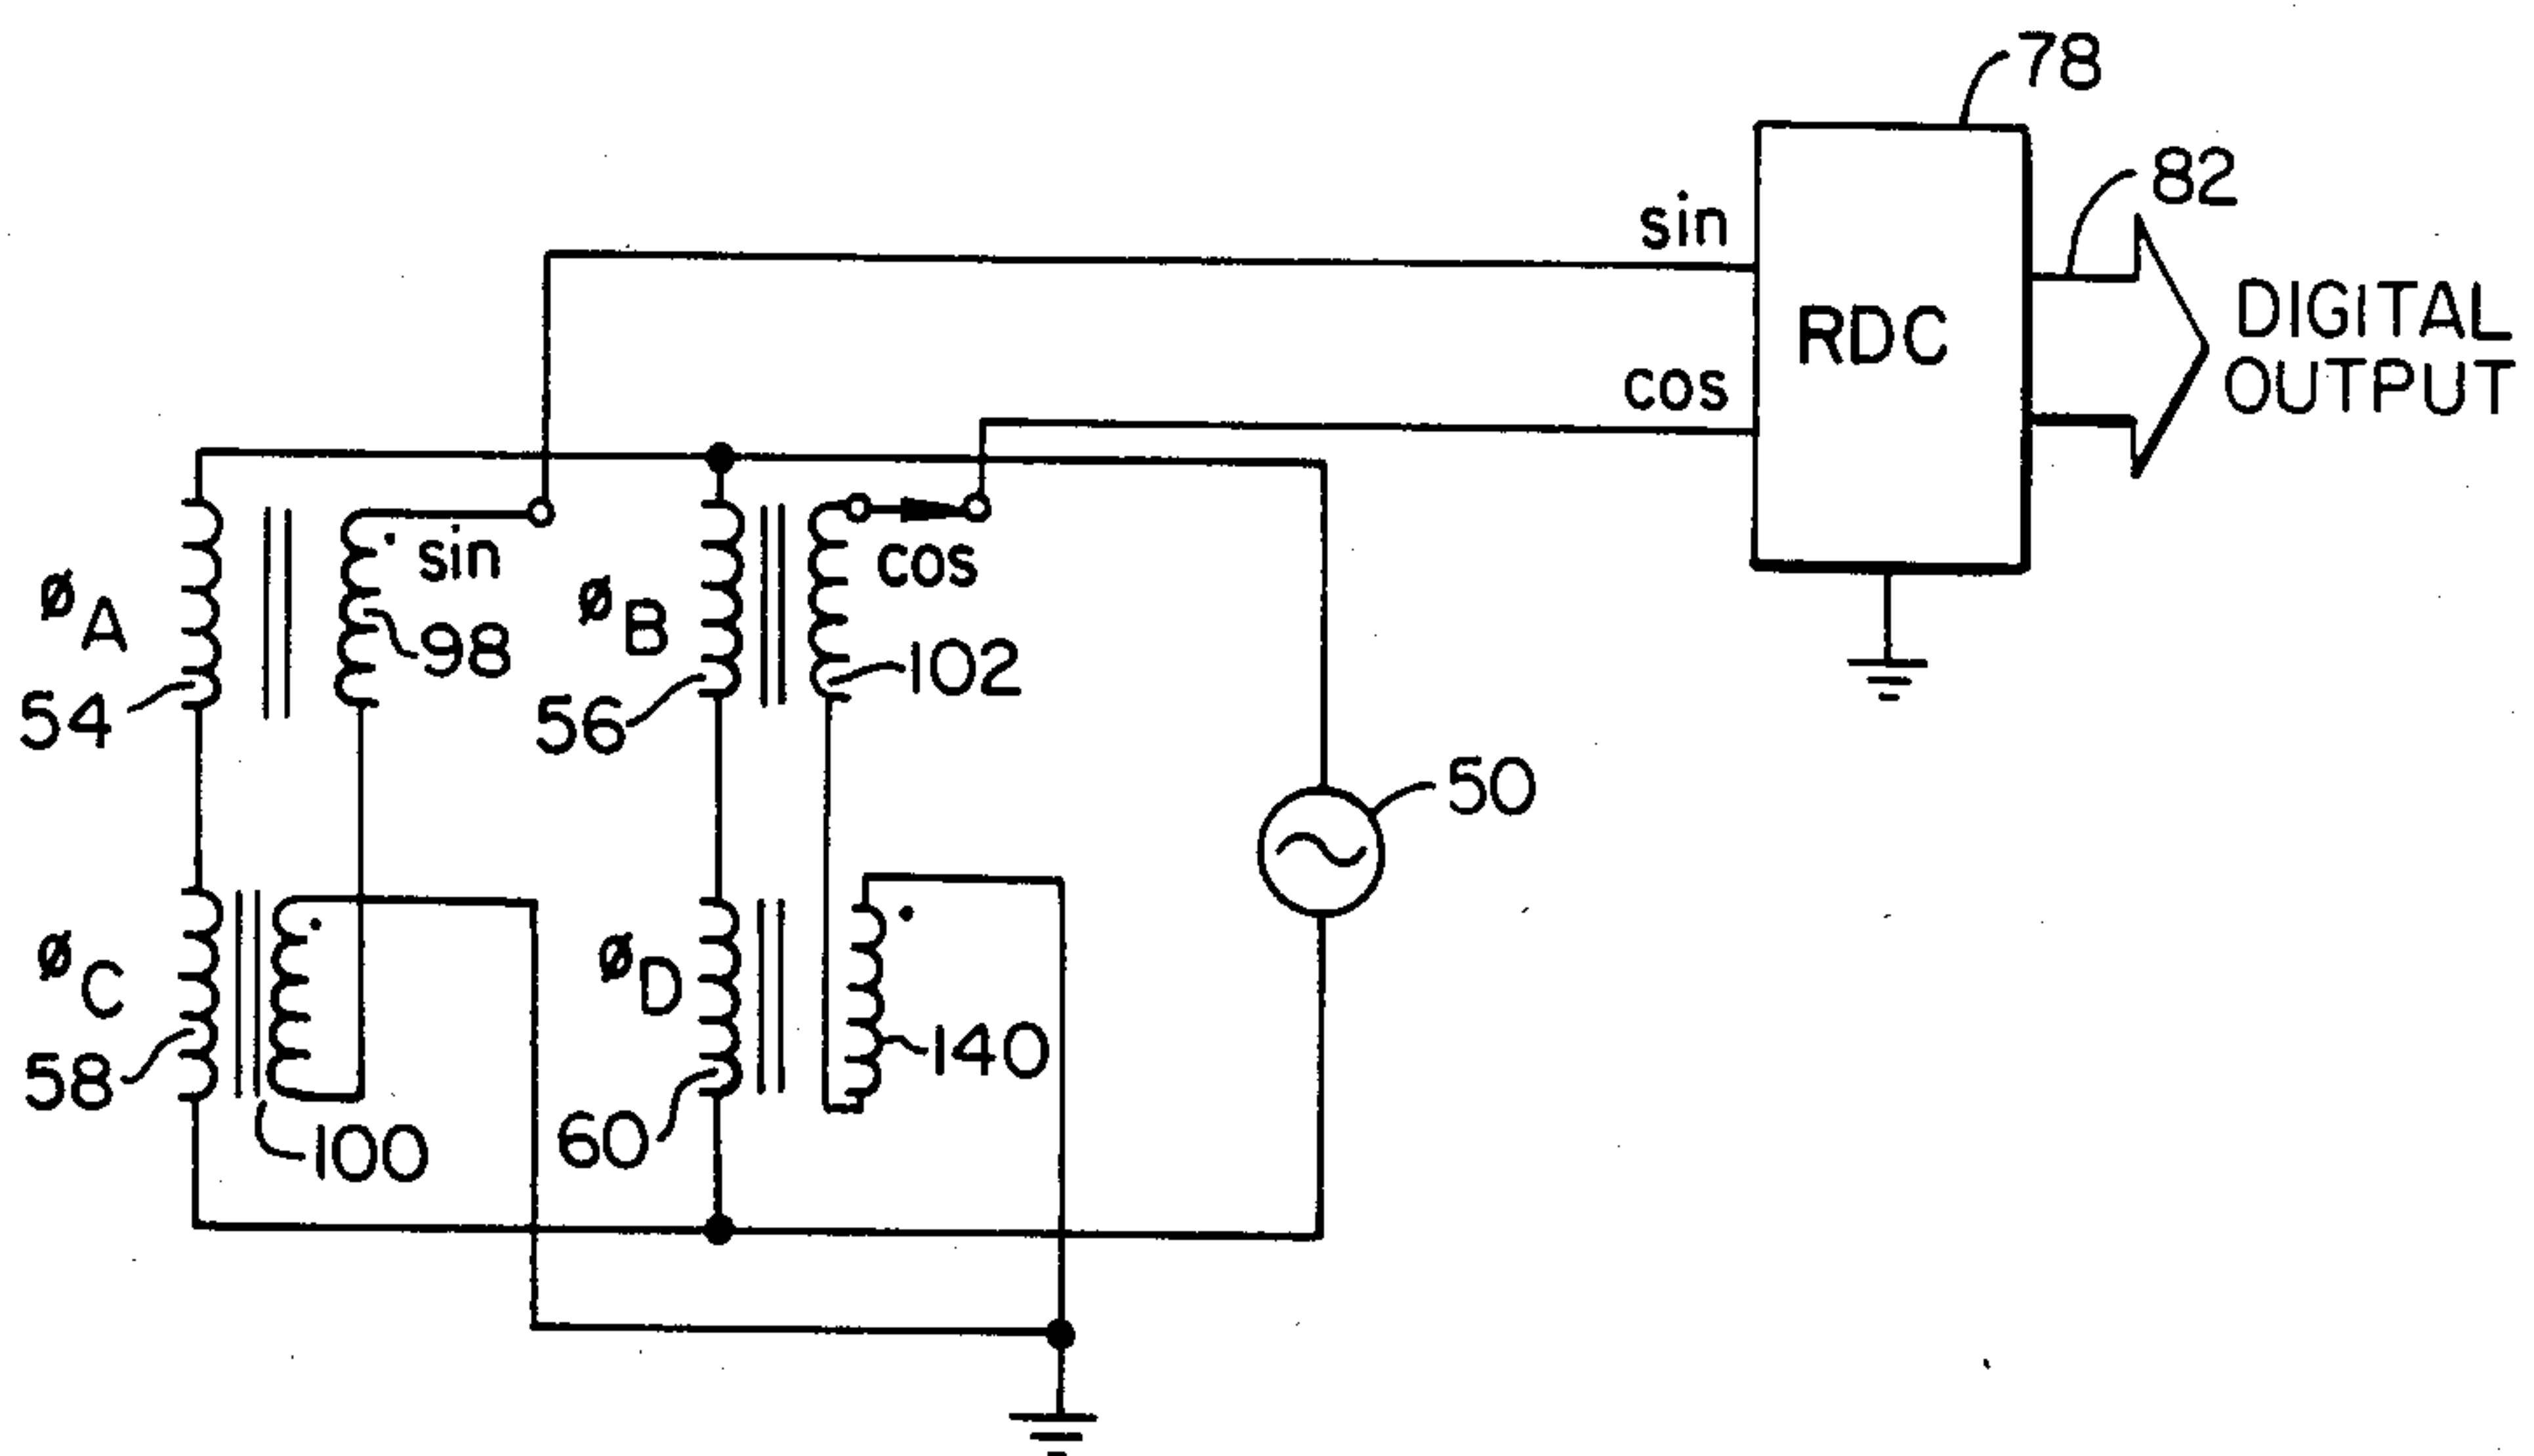 78
82
sin
RDC
DIGITAL
OUTPUT
cos
sin
cos
øA
98
øB
102
54
56
50
øC
øD
140
58
60
100